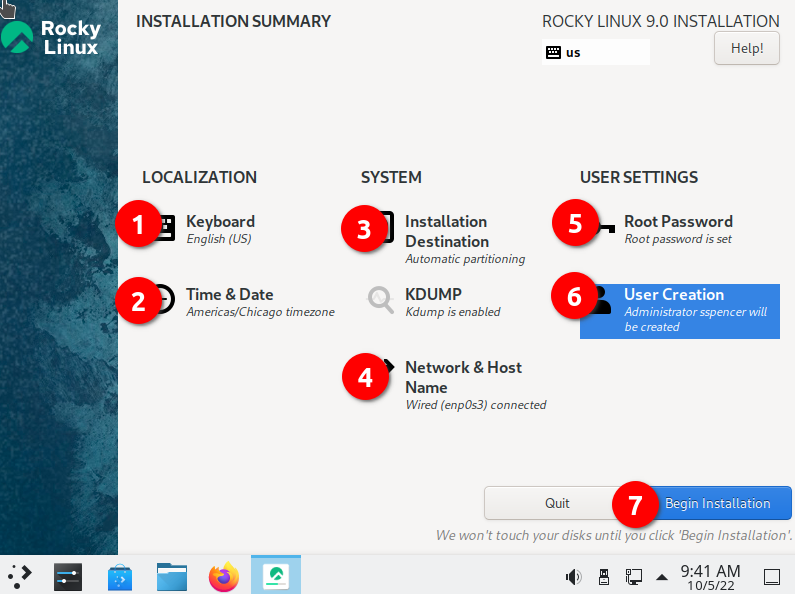 Rocky
Linux
INSTALLATION SUMMARY
ROCKY LINUX 9.0 INSTALLATION
us
Help!
LOCALIZATION
1
Keyboard
English (US)
2
Time & Date
Americas/Chicago timezone
SYSTEM
3
Installation
Destination
Automatic partitioning
KDUMP
Kdump is enabled
4
Network & Host
Name
Wired (enp0s3) connected
USER SETTINGS
5
Root Password
Root password is set
6
User Creation
Administrator sspencer will
be created
Quit
7
Begin Installation
We won't touch your disks until you click 'Begin Installation'.
9:41 AM
10/5/22